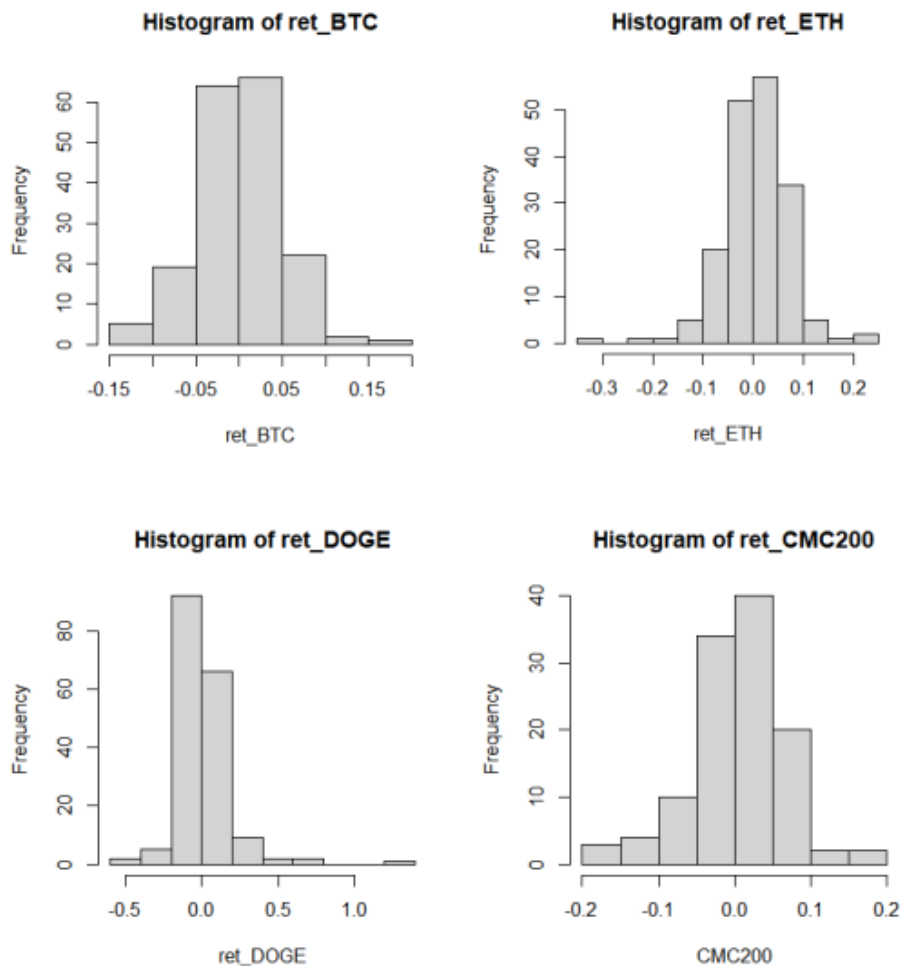 Histogram of ret_BTC
Frequency
60
50
40
30
20
10
0
-0.15 -0.05 0.05 0.15
ret_BTC
Histogram of ret_ETH
Frequency
50
40
30
20
10
0
-0.3 -0.2 -0.1 0.0 0.1 0.2
ret_ETH
Histogram of ret_DOGE
Frequency
80
60
40
20
0
-0.5 0.0 0.5 1.0
ret_DOGE
Histogram of ret_CMC200
Frequency
40
30
20
10
0
-0.2 -0.1 0.0 0.1 0.2
CMC200